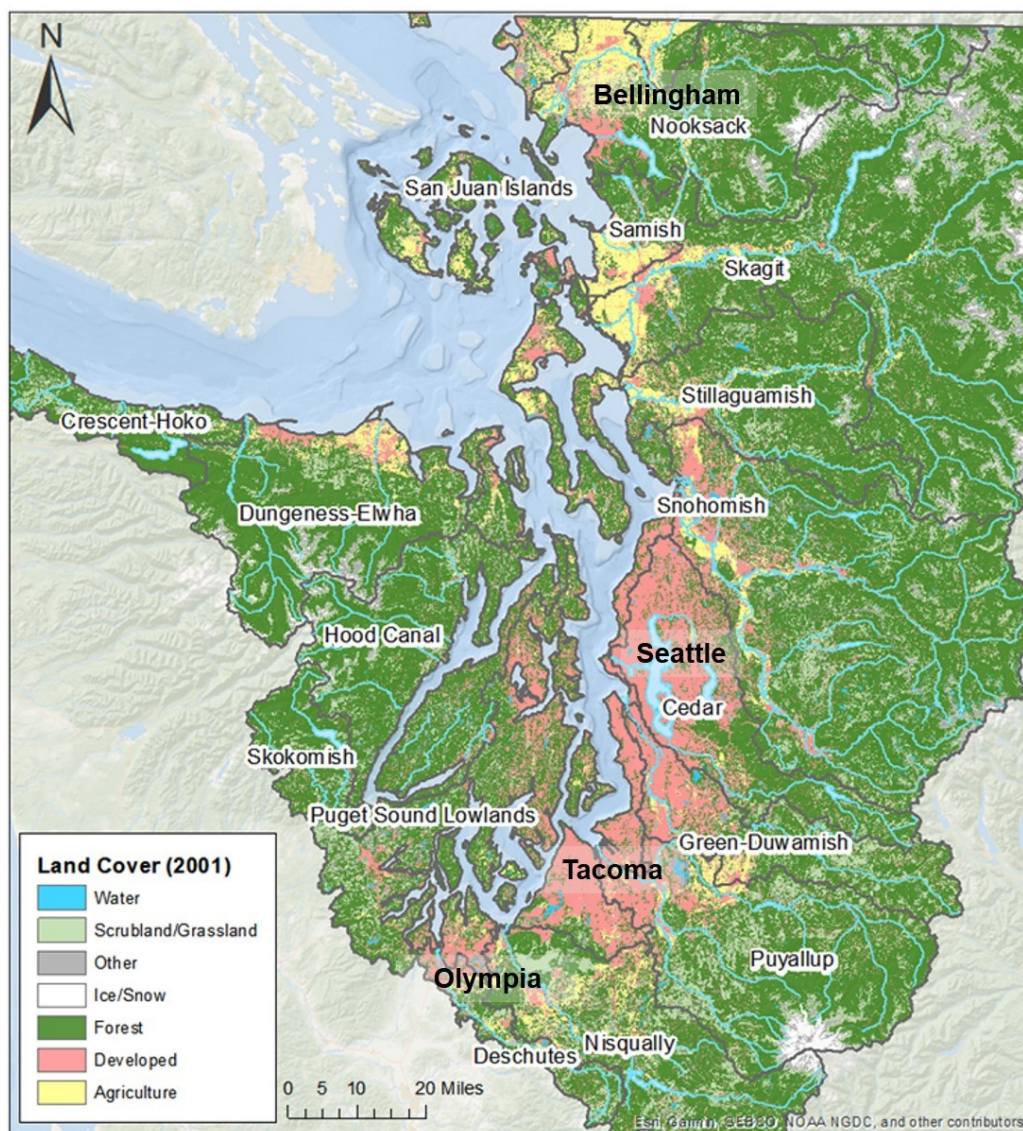 N
Bellingham
Nooksack
San Juan Islands
Samish
Skagit
Stillaguamish
Crescent-Hoko
Snohomish
Dungeness-Elwha
Hood Canal
Seattle
Cedar
Skokomish
Puget Sound Lowlands
Green-Duwamish
Tacoma
Puyallup
Olympia
Nisqually
Deschutes
Land Cover (2001)
Water
Scrubland/Grassland
Other
Ice/Snow
Forest
Developed
Agriculture
0 5 10 20 Miles
Esri, Garmin, GEBCO, NOAA NGDC, and other contributors